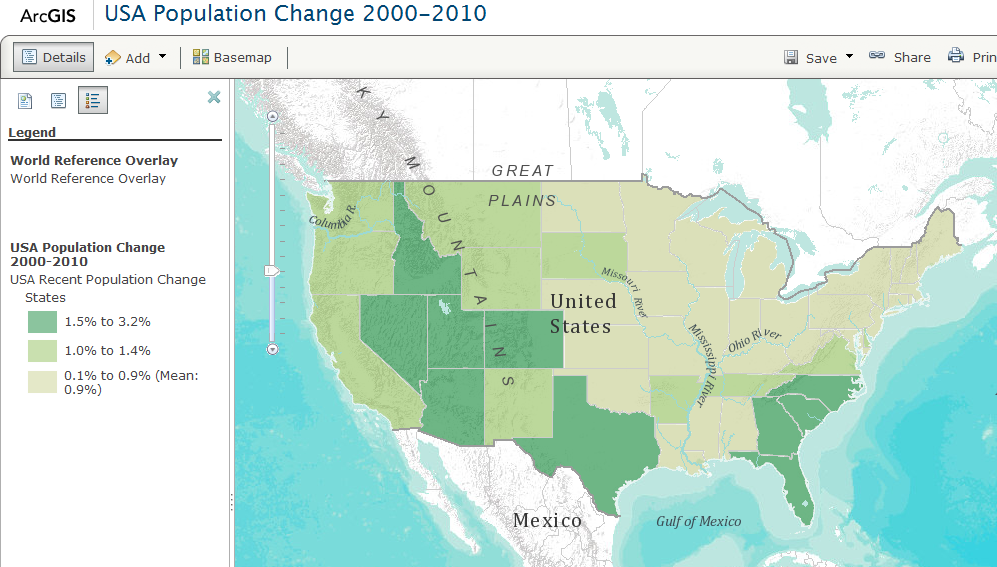 ArcGIS USA Population Change 2000–2010
Details Add Basemap Save Share Prin
Legend
World Reference Overlay
World Reference Overlay
USA Population Change
2000-2010
USA Recent Population Change
States
1.5% to 3.2%
1.0% to 1.4%
0.1% to 0.9% (Mean:
0.9%)
K Y M O U N T A I N S
GREAT
PLAINS
Columbia R.
Missouri River
United
States
Mississippi River
Ohio River
Mexico
Gulf of Mexico